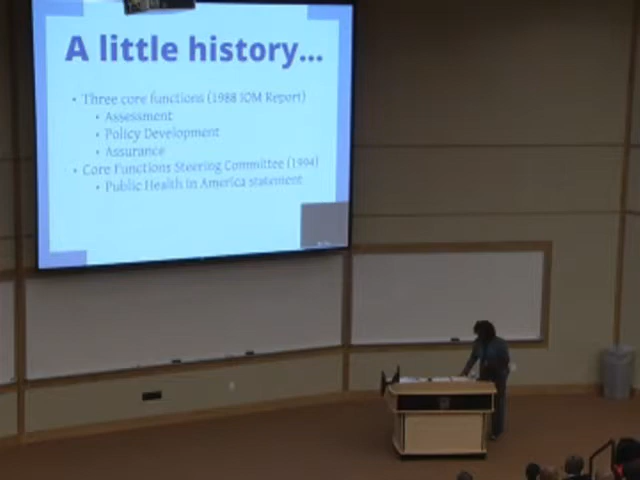 A little history...
• Three core functions (1988 IOM Report)
• Assessment
• Policy Development
• Assurance
• Core Functions Steering Committee (1994)
• Public Health in America statement